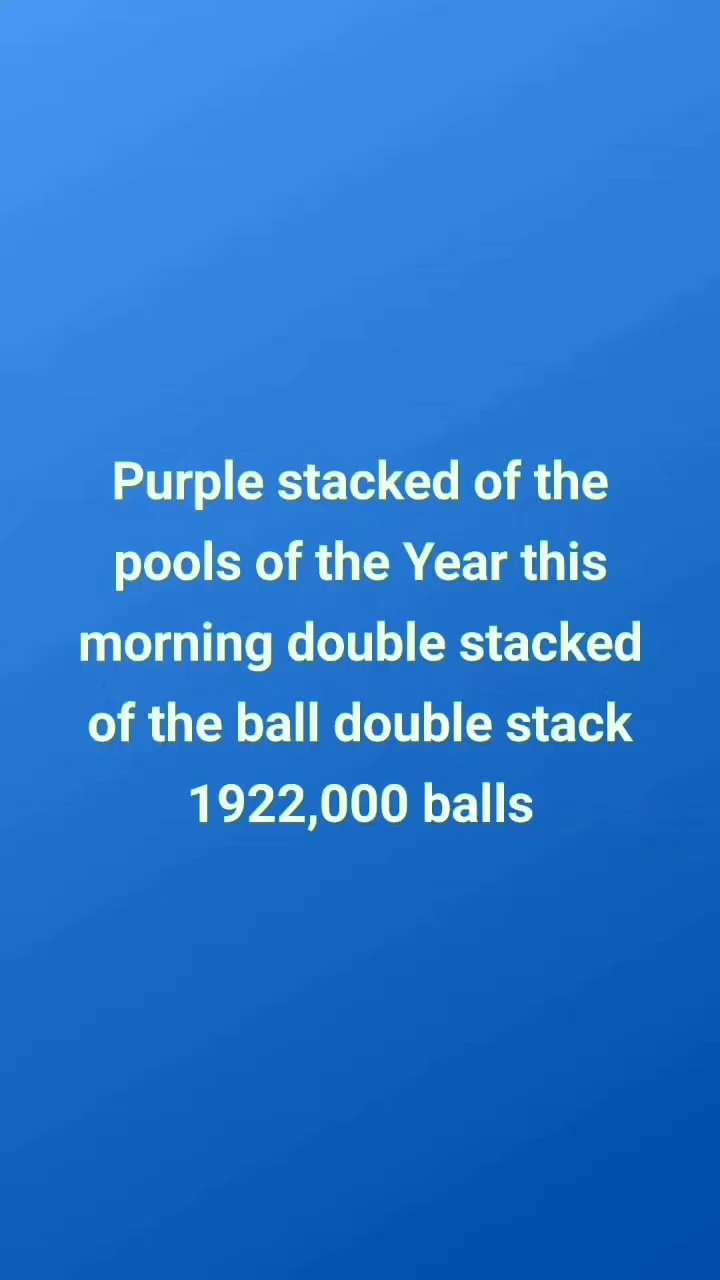 Purple stacked of the
pools of the Year this
morning double stacked
of the ball double stack
1922,000 balls